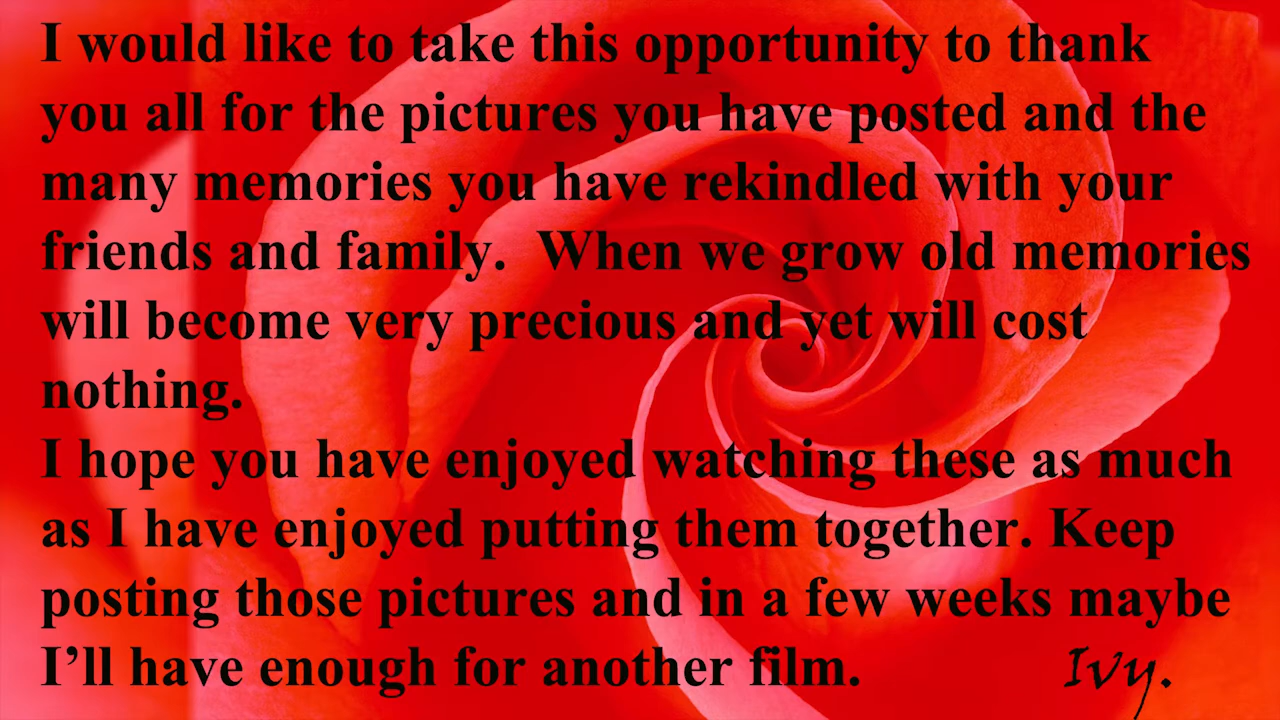 I would like to take this opportunity to thank
you all for the pictures you have posted and the
many memories you have rekindled with your
friends and family.  When we grow old memories
will become very precious and yet will cost
nothing.
I hope you have enjoyed watching these as much
as I have enjoyed putting them together. Keep
posting those pictures and in a few weeks maybe
I’ll have enough for another film. Ivy.